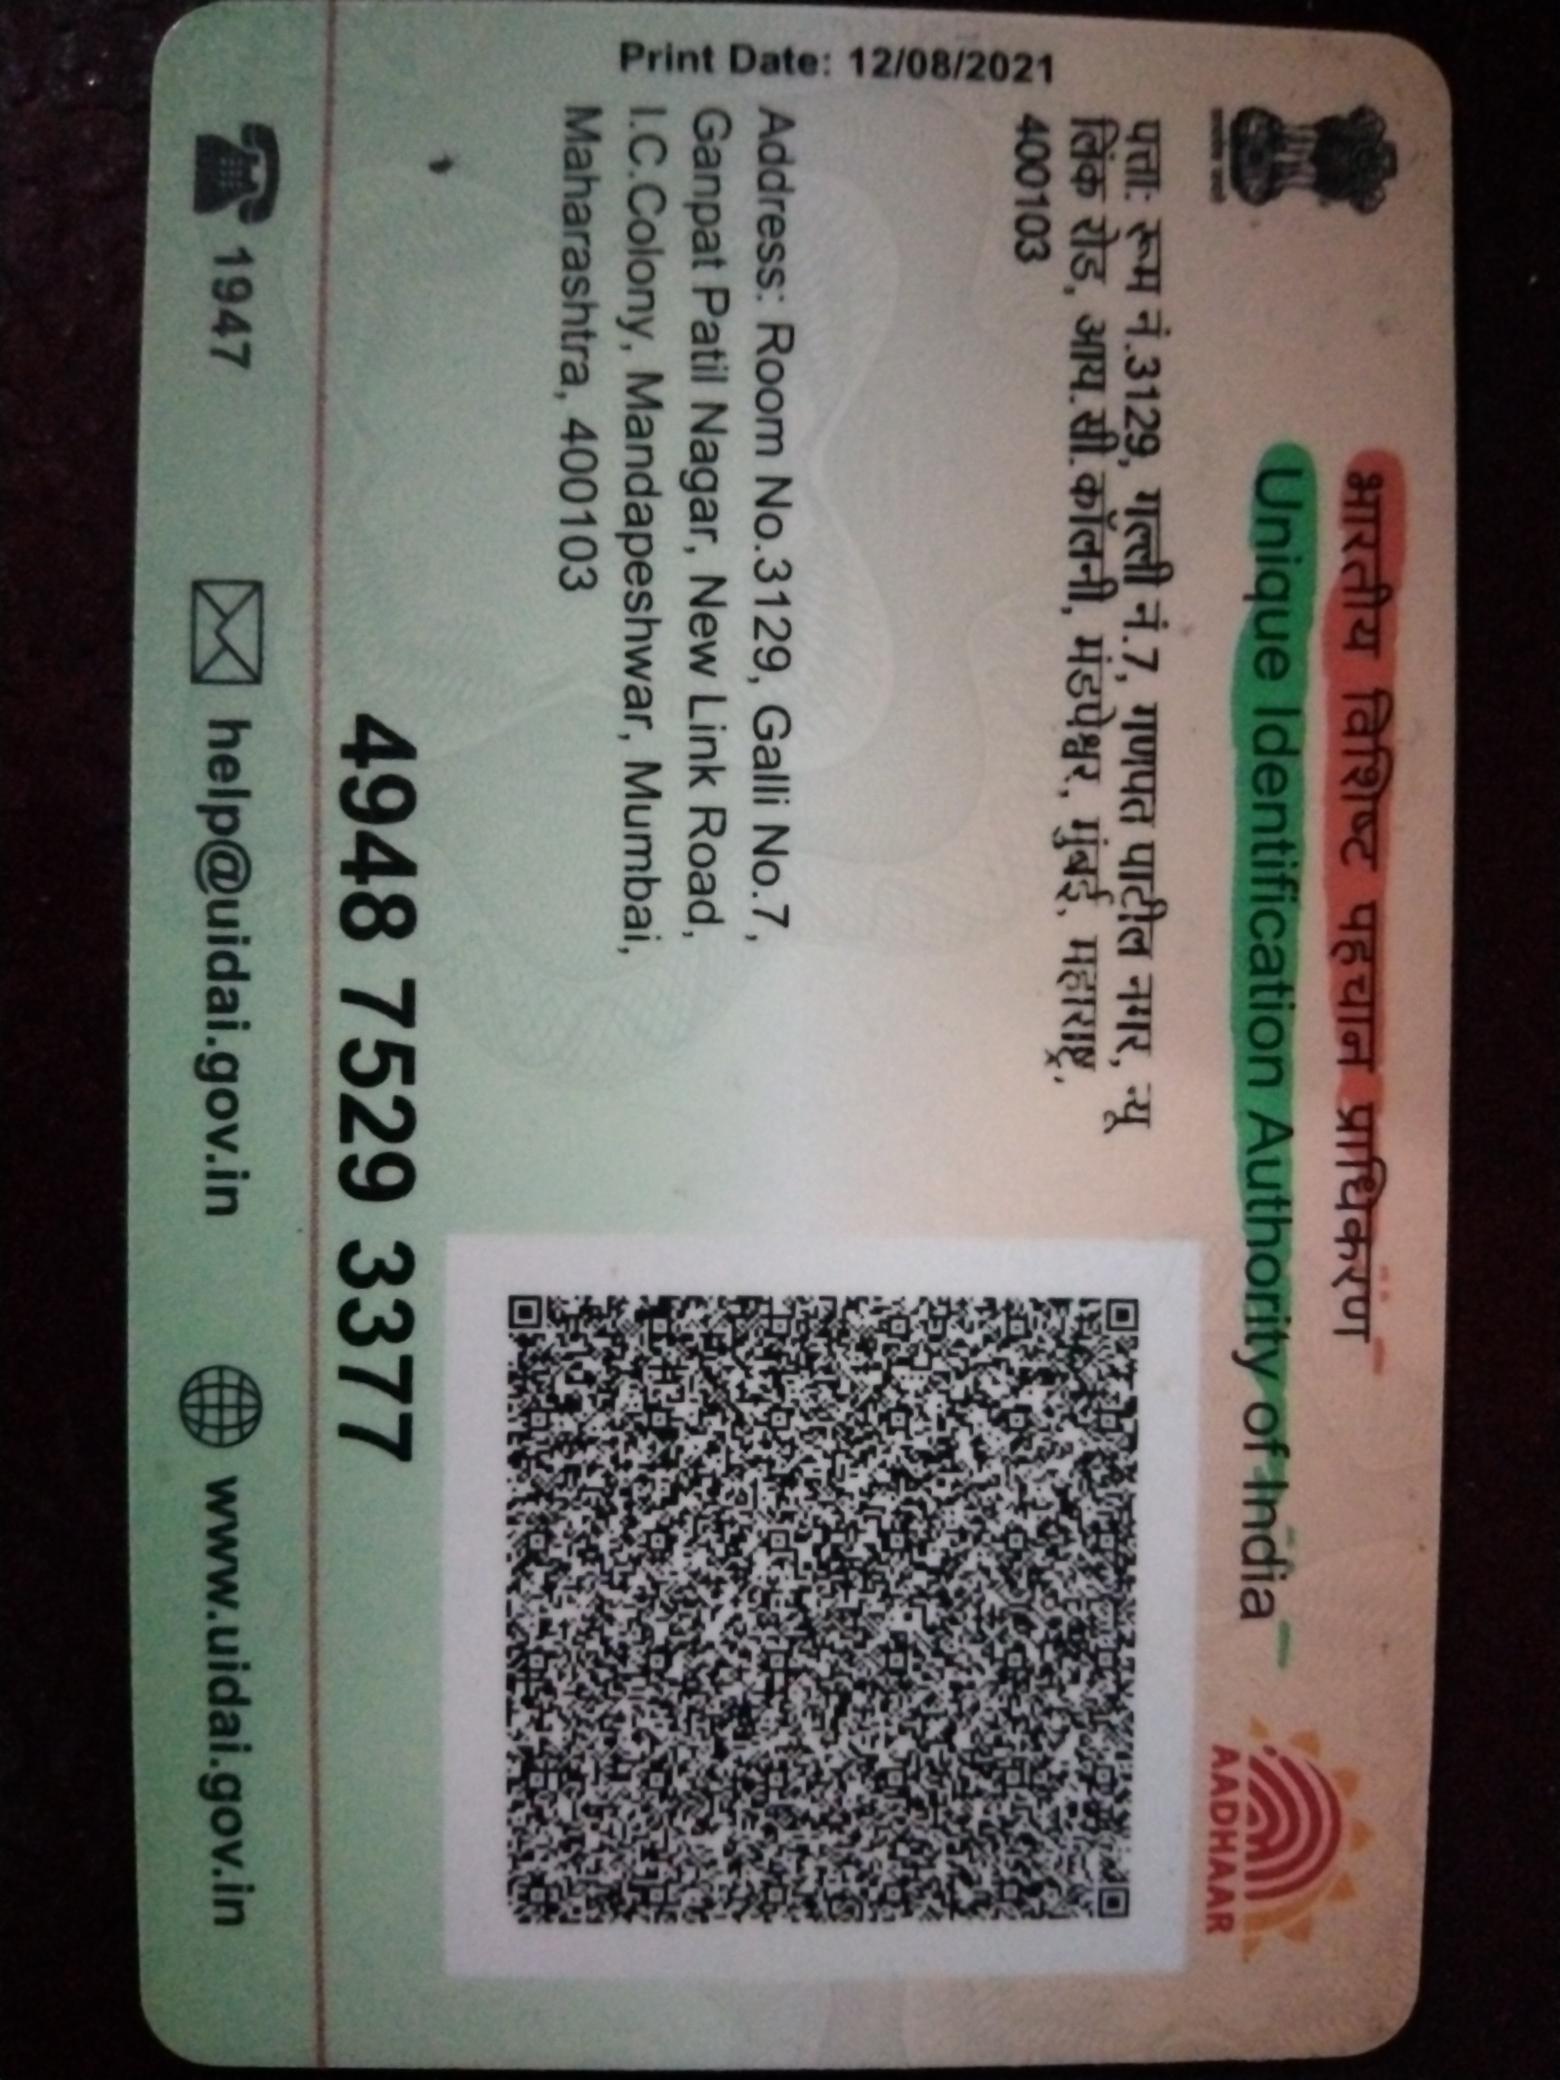 भारतीय विशिष्ट पहचान प्राधिकरण
Unique Identification Authority of India
AADHAAR
पत्ता: रूम नं.3129, गल्ली नं.7, गणपत पाटील नगर, न्यू
लिंक रोड, आय.सी.कॉलनी, मंडपेश्वर, मुंबई, महाराष्ट्र,
400103
Print Date: 12/08/2021
Address: Room No.3129, Galli No.7,
Ganpat Patil Nagar, New Link Road,
I.C.Colony, Mandapeshwar, Mumbai,
Maharashtra, 400103
4948 7529 3377
1947
help@uidai.gov.in
www.uidai.gov.in